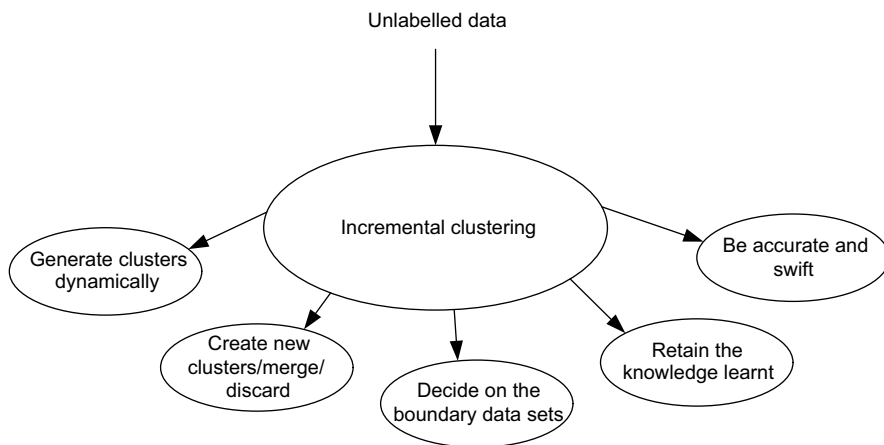 Unlabelled data
Incremental clustering
Generate clusters
dynamically
Create new
clusters/merge/
discard
Decide on the
boundary data sets
Retain the
knowledge learnt
Be accurate and
swift